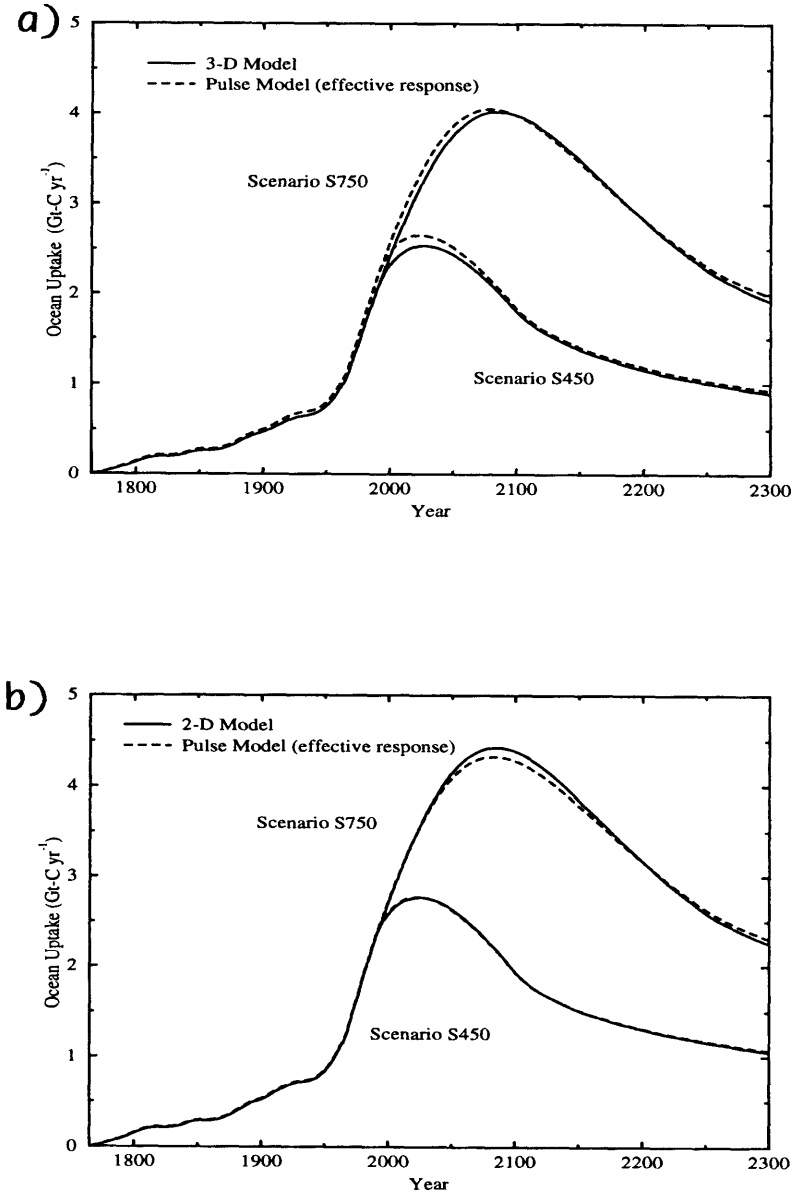 a)
5
4
3
2
1
0
Ocean Uptake (Gt-C yr⁻¹)
3-D Model
Pulse Model (effective response)
Scenario S750
Scenario S450
1800 1900 2000 2100 2200 2300
Year
b)
5
4
3
2
1
0
Ocean Uptake (Gt-C yr⁻¹)
2-D Model
Pulse Model (effective response)
Scenario S750
Scenario S450
1800 1900 2000 2100 2200 2300
Year